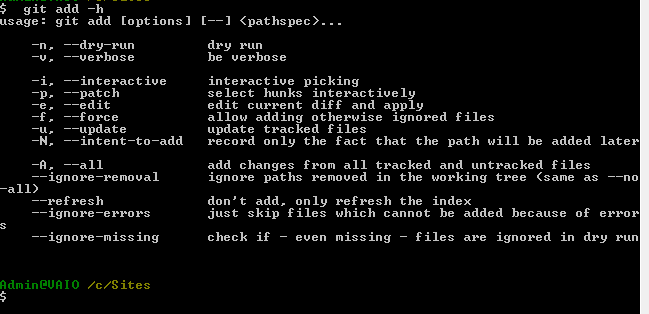 $  git add -h
usage: git add [options] [--] <pathspec>...
-n, --dry-run         dry run
-v, --verbose         be verbose
-i, --interactive     interactive picking
-p, --patch           select hunks interactively
-e, --edit            edit current diff and apply
-f, --force           allow adding otherwise ignored files
-u, --update          update tracked files
-N, --intent-to-add   record only the fact that the path will be added later
-A, --all             add changes from all tracked and untracked files
--ignore-removal      ignore paths removed in the working tree (same as --no
-all)
--refresh             don't add, only refresh the index
--ignore-errors       just skip files which cannot be added because of error
s
--ignore-missing      check if - even missing - files are ignored in dry run
Admin@VAIO /c/Sites
$